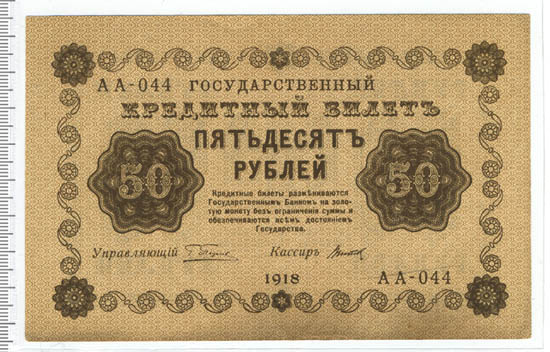 АА-044 ГОСУДАРСТВЕННЫЙ
КРЕДИТНЫЙ БИЛЕТЪ
ПЯТЬДЕСЯТЪ
РУБЛЕЙ
50
50
Кредитные билеты размѣниваются
Государственнымъ Банкомъ на золо-
тую монету безъ ограниченія суммы и
обезпечиваются всѣмъ достояніемъ
Государства.
Управляющій
Кассиръ
1918
АА-044